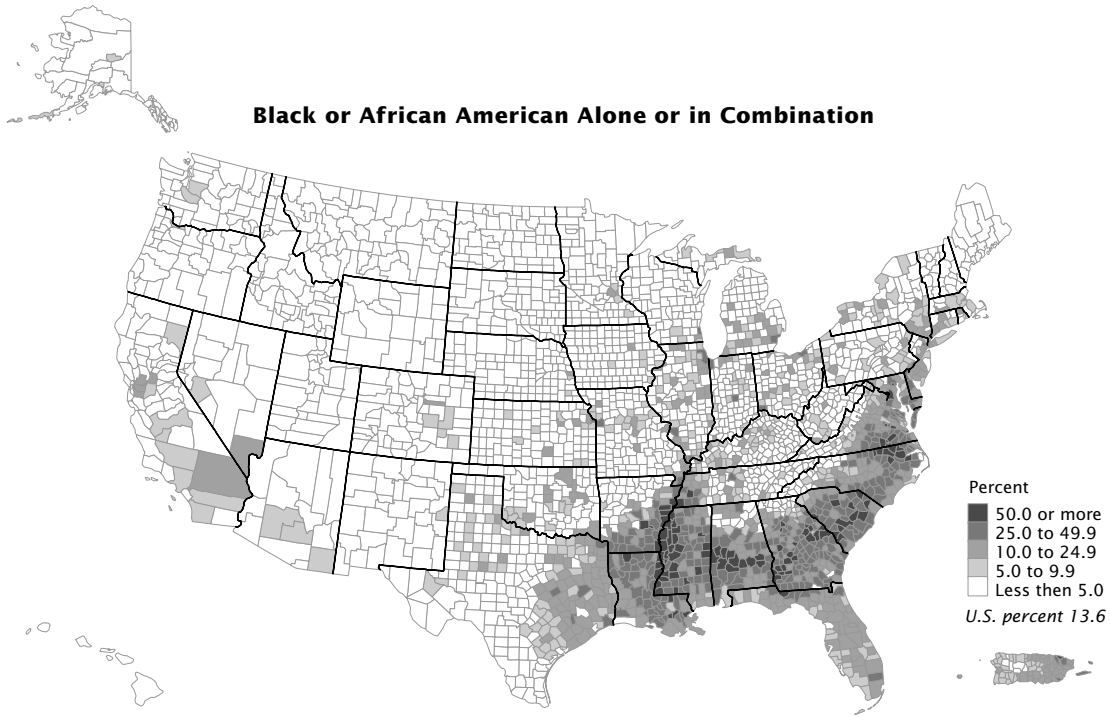 Black or African American Alone or in Combination
Percent
50.0 or more
25.0 to 49.9
10.0 to 24.9
5.0 to 9.9
Less then 5.0
U.S. percent 13.6